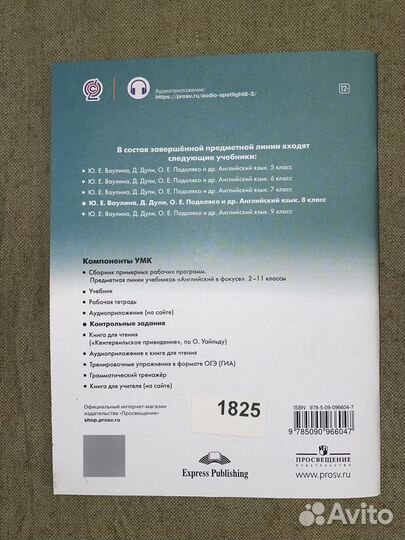 Аудиоприложение:
https://prosv.ru/audio-spotlight8-3/
12+
В состав завершённой предметной линии входят
следующие учебники:
• Ю. Е. Ваулина, Д. Дули, О. Е. Подоляко и др. Английский язык. 5 класс
• Ю. Е. Ваулина, Д. Дули, О. Е. Подоляко и др. Английский язык. 6 класс
• Ю. Е. Ваулина, Д. Дули, О. Е. Подоляко и др. Английский язык. 7 класс
• Ю. Е. Ваулина, Д. Дули, О. Е. Подоляко и др. Английский язык. 8 класс
• Ю. Е. Ваулина, Д. Дули, О. Е. Подоляко и др. Английский язык. 9 класс
Компоненты УМК
• Сборник примерных рабочих программ.
Предметная линия учебников «Английский в фокусе». 2–11 классы
• Учебник
• Рабочая тетрадь
• Аудиоприложение (на сайте)
• Контрольные задания
• Книга для чтения
(«Кентервильское привидение», по О. Уайльду)
• Аудиоприложение к книге для чтения
• Тренировочные упражнения в формате ОГЭ (ГИА)
• Грамматический тренажёр
• Книга для учителя (на сайте)
Официальный интернет-магазин
издательства «Просвещение»
shop.prosv.ru
1825
Express Publishing
ISBN 978-5-09-096604-7
9 785090 966047
ПРОСВЕЩЕНИЕ
ИЗДАТЕЛЬСТВО
www.prosv.ru
Avito